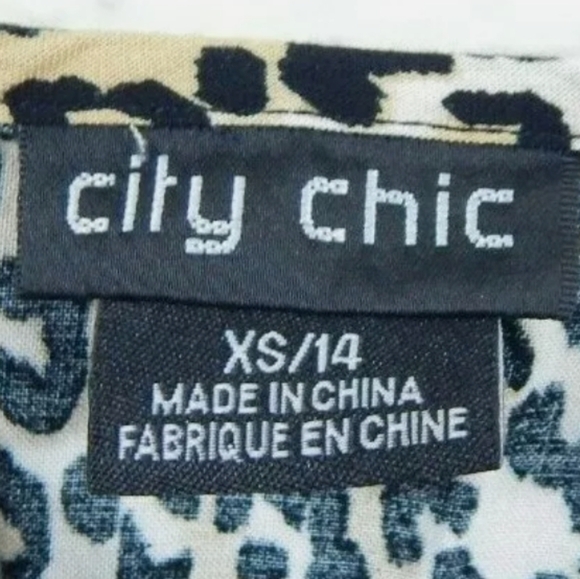 city chic
XS/14
MADE IN CHINA
FABRIQUE EN CHINE